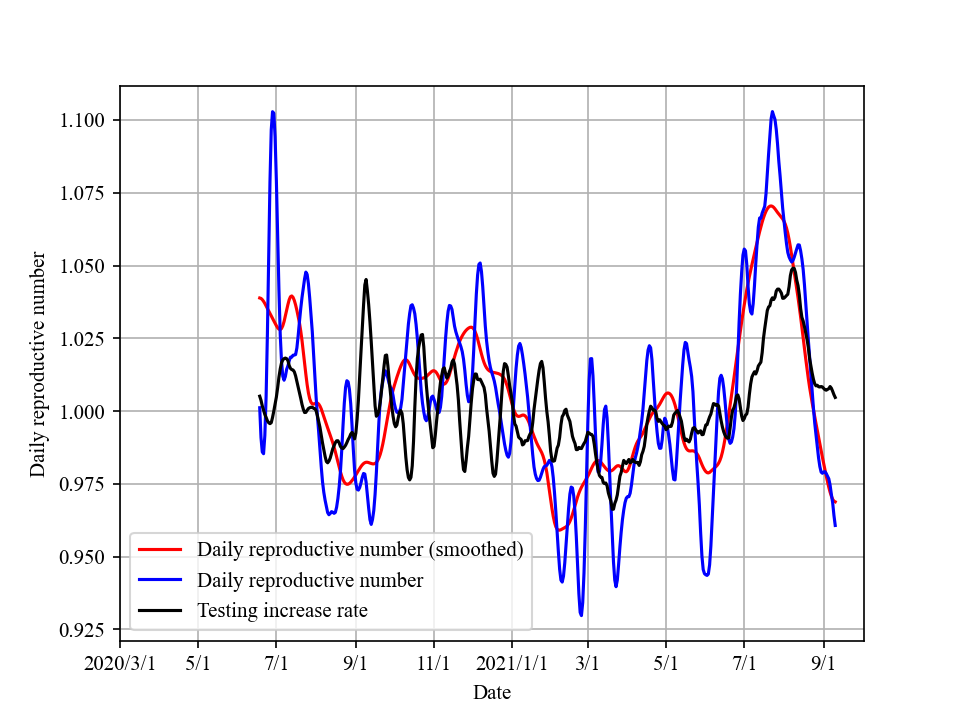 1.100
1.075
1.050
1.025
1.000
0.975
0.950
0.925
Daily reproductive number
Daily reproductive number (smoothed)
Daily reproductive number
Testing increase rate
2020/3/1 5/1 7/1 9/1 11/1 2021/1/1 3/1 5/1 7/1 9/1
Date